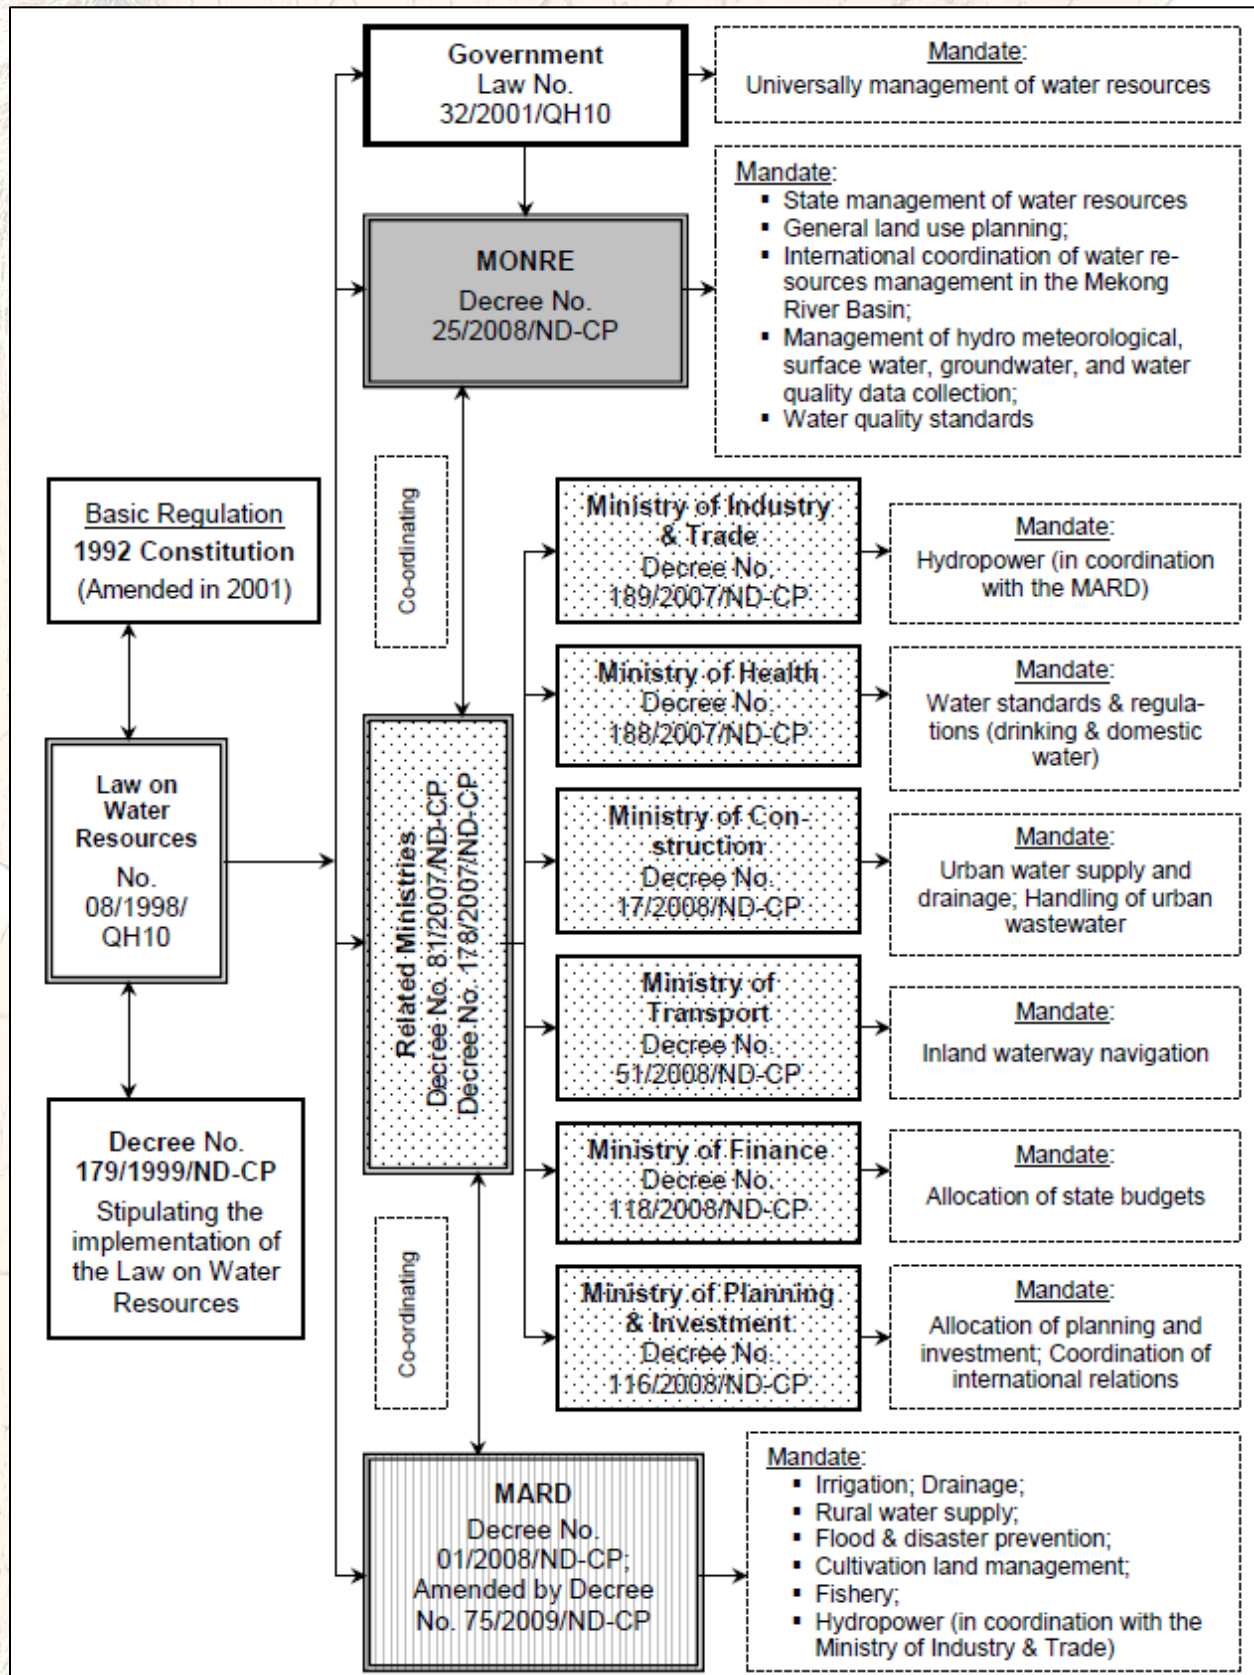 Government
Law No.
32/2001/QH10
Mandate:
Universally management of water resources
MONRE
Decree No.
25/2008/ND-CP
Mandate:
▪ State management of water resources
▪ General land use planning;
▪ International coordination of water re-
sources management in the Mekong
River Basin;
▪ Management of hydro meteorological,
surface water, groundwater, and water
quality data collection;
▪ Water quality standards
Co-ordinating
Basic Regulation
1992 Constitution
(Amended in 2001)
Law on
Water
Resources
No.
08/1998/
QH10
Decree No.
179/1999/ND-CP
Stipulating the
implementation of
the Law on Water
Resources
Related Ministries
Decree No. 81/2007/ND-CP
Decree No. 178/2007/ND-CP
Ministry of Industry
& Trade
Decree No.
189/2007/ND-CP
Mandate:
Hydropower (in coordination
with the MARD)
Ministry of Health
Decree No.
188/2007/ND-CP
Mandate:
Water standards & regula-
tions (drinking & domestic
water)
Ministry of Con-
struction
Decree No.
17/2008/ND-CP
Mandate:
Urban water supply and
drainage; Handling of urban
wastewater
Ministry of
Transport
Decree No.
51/2008/ND-CP
Mandate:
Inland waterway navigation
Ministry of Finance
Decree No.
118/2008/ND-CP
Mandate:
Allocation of state budgets
Ministry of Planning
& Investment
Decree No.
116/2008/ND-CP
Mandate:
Allocation of planning and
investment; Coordination of
international relations
Co-ordinating
MARD
Decree No.
01/2008/ND-CP;
Amended by Decree
No. 75/2009/ND-CP
Mandate:
▪ Irrigation; Drainage;
▪ Rural water supply;
▪ Flood & disaster prevention;
▪ Cultivation land management;
▪ Fishery;
▪ Hydropower (in coordination with the
Ministry of Industry & Trade)